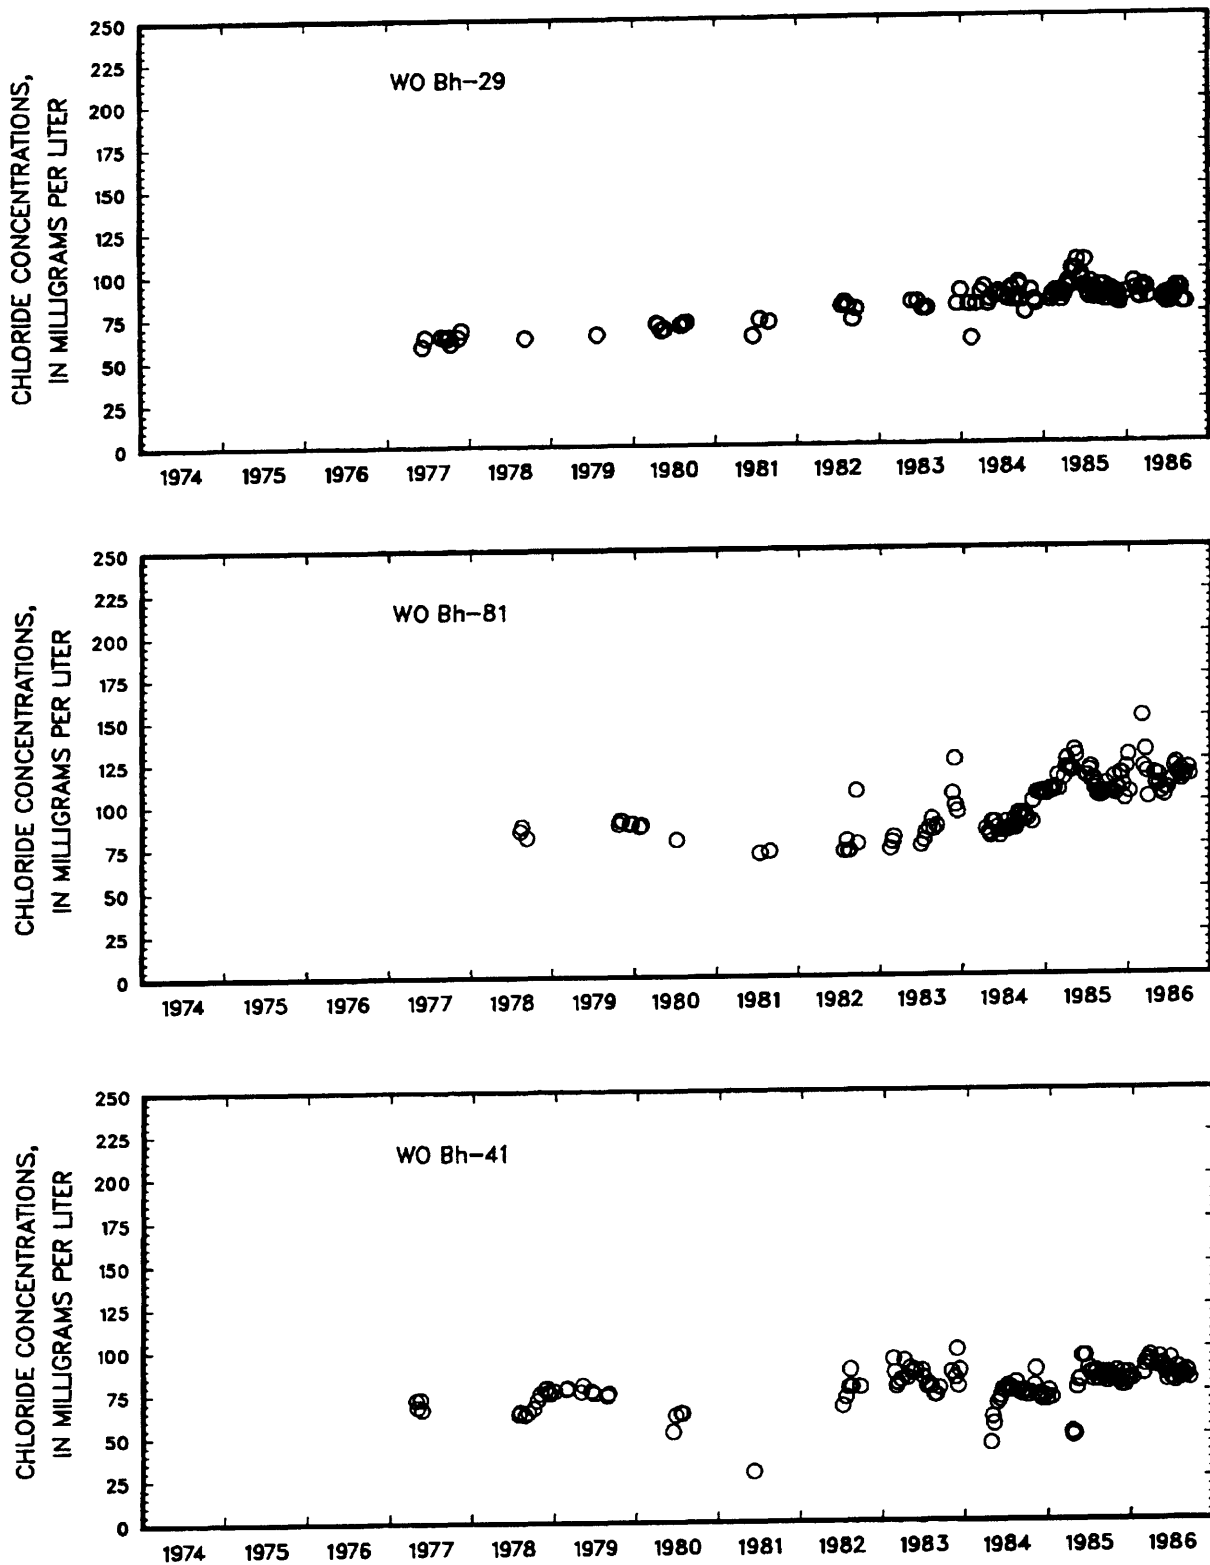 CHLORIDE CONCENTRATIONS,
IN MILLIGRAMS PER LITER
250
225
200
175
150
125
100
75
50
25
0
WO Bh-29
1974 1975 1976 1977 1978 1979 1980 1981 1982 1983 1984 1985 1986
CHLORIDE CONCENTRATIONS,
IN MILLIGRAMS PER LITER
250
225
200
175
150
125
100
75
50
25
0
WO Bh-81
1974 1975 1976 1977 1978 1979 1980 1981 1982 1983 1984 1985 1986
CHLORIDE CONCENTRATIONS,
IN MILLIGRAMS PER LITER
250
225
200
175
150
125
100
75
50
25
0
WO Bh-41
1974 1975 1976 1977 1978 1979 1980 1981 1982 1983 1984 1985 1986